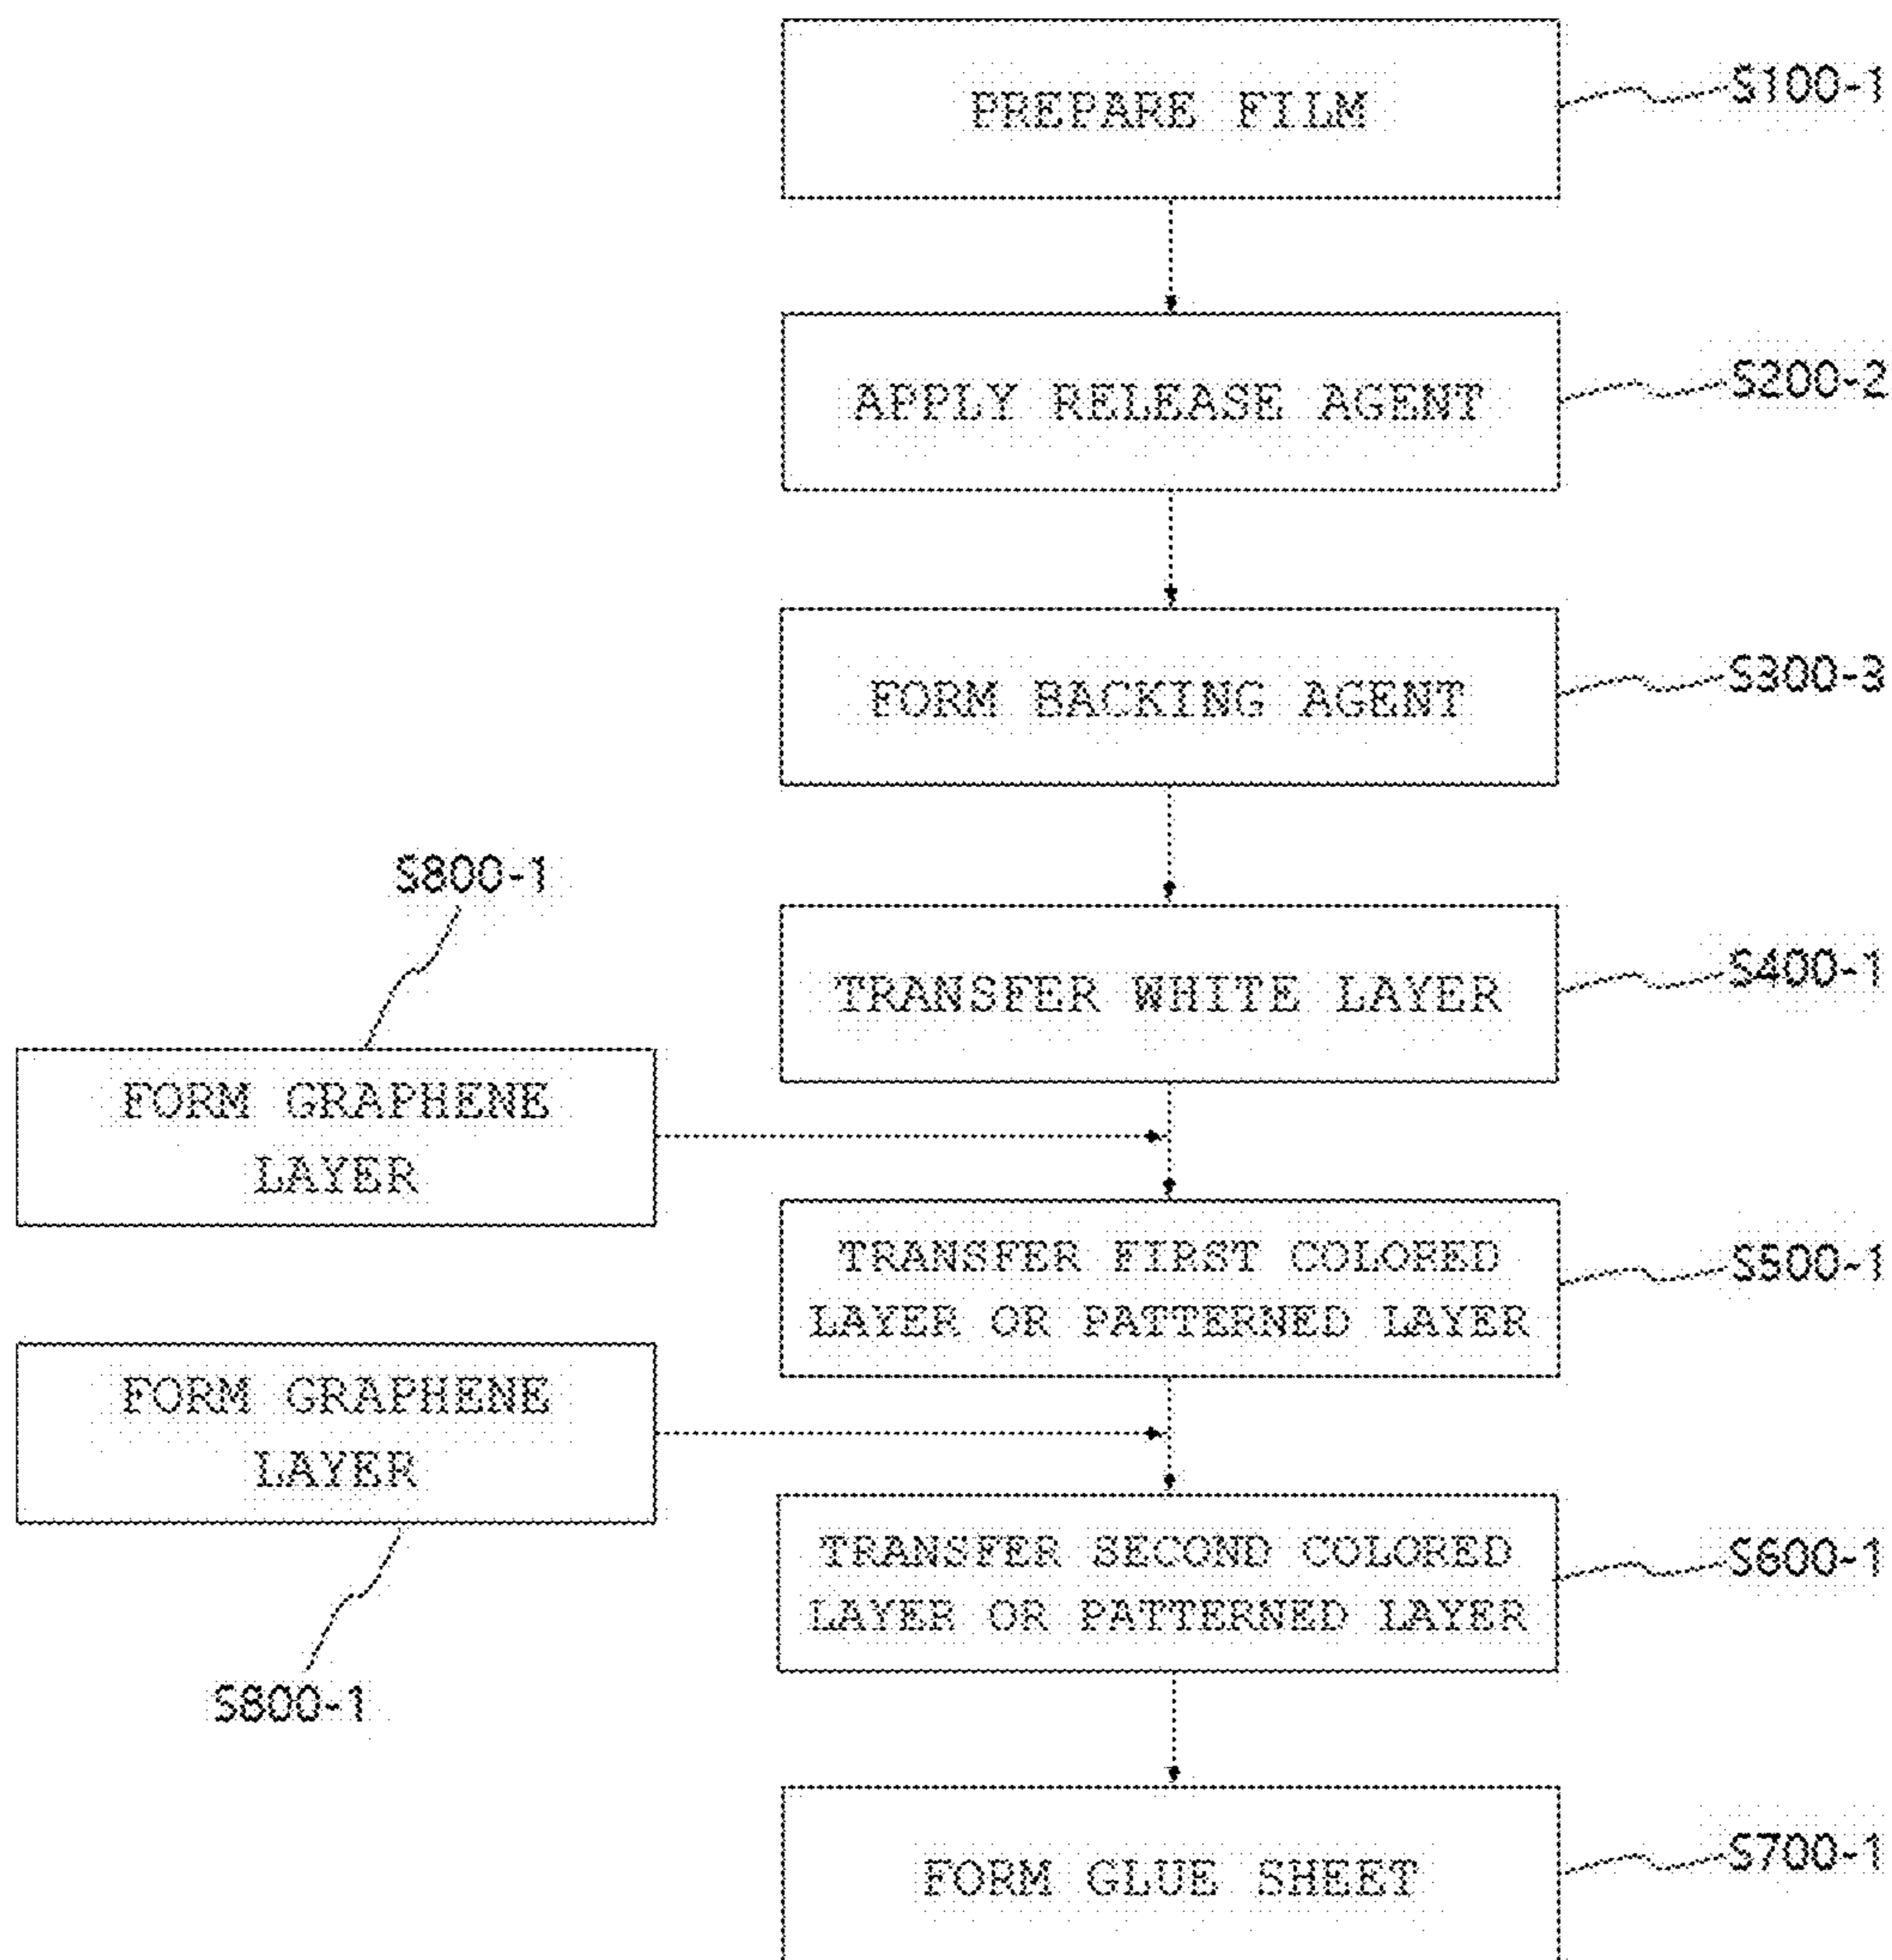 PREPARE FILM
S100-1
APPLY RELEASE AGENT
S200-2
FORM BACKING AGENT
S300-3
S800-1
TRANSFER WHITE LAYER
S400-1
FORM GRAPHENE
LAYER
TRANSFER FIRST COLORED
LAYER OR PATTERNED LAYER
S500-1
FORM GRAPHENE
LAYER
TRANSFER SECOND COLORED
LAYER OR PATTERNED LAYER
S600-1
S800-1
FORM GLUE SHEET
S700-1